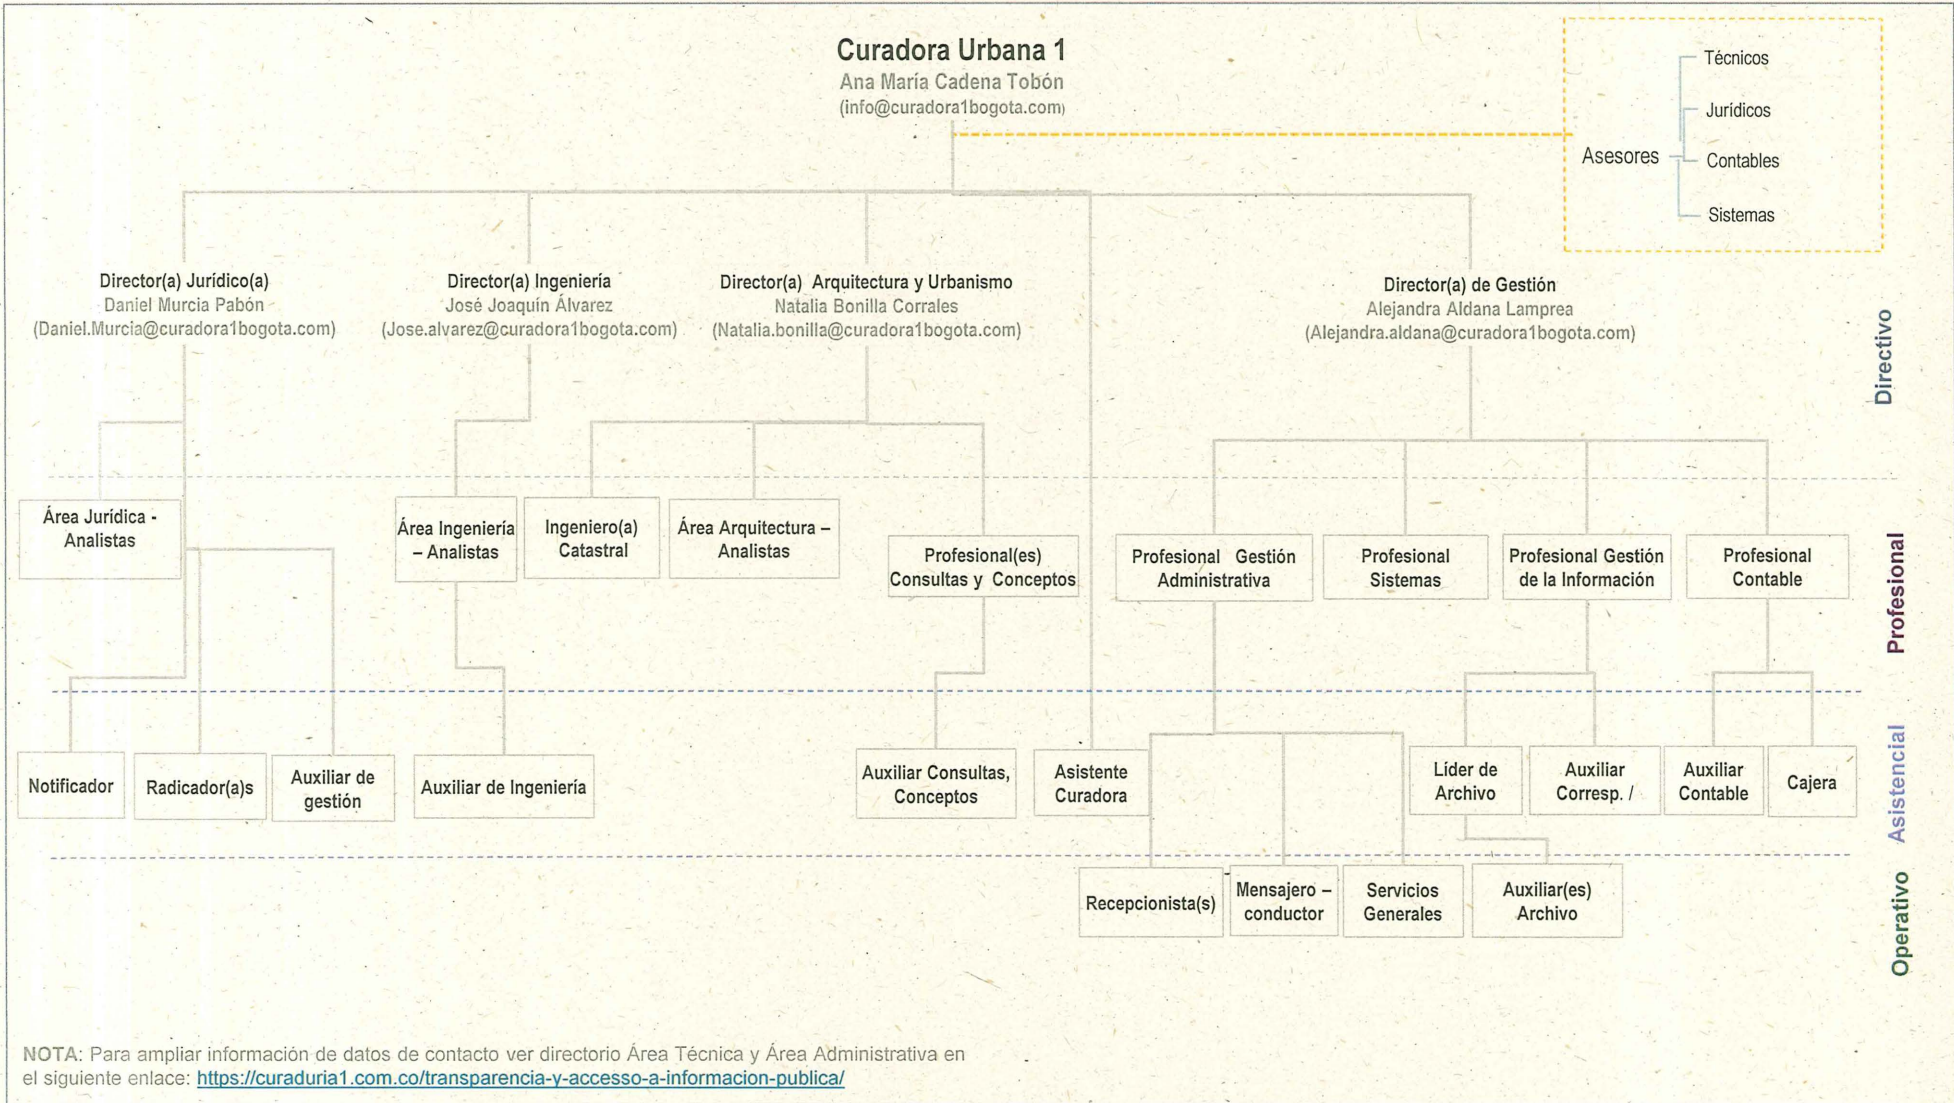 Curadora Urbana 1
Ana María Cadena Tobón
(info@curadora1bogota.com)
Técnicos
Jurídicos
Asesores
Contables
Sistemas
Director(a) Jurídico(a)
Daniel Murcia Pabón
(Daniel.Murcia@curadora1bogota.com)
Director(a) Ingeniería
José Joaquín Álvarez
(Jose.alvarez@curadora1bogota.com)
Director(a) Arquitectura y Urbanismo
Natalia Bonilla Corrales
(Natalia.bonilla@curadora1bogota.com)
Director(a) de Gestión
Alejandra Aldana Lamprea
(Alejandra.aldana@curadora1bogota.com)
Directivo
Área Jurídica -
Analistas
Área Ingeniería
– Analistas
Ingeniero(a)
Catastral
Área Arquitectura –
Analistas
Profesional(es)
Consultas y Conceptos
Profesional Gestión
Administrativa
Profesional
Sistemas
Profesional Gestión
de la Información
Profesional
Contable
Profesional
Notificador
Radicador(a)s
Auxiliar de
gestión
Auxiliar de Ingeniería
Auxiliar Consultas,
Conceptos
Asistente
Curadora
Líder de
Archivo
Auxiliar
Corresp. /
Auxiliar
Contable
Cajera
Asistencial
Recepcionista(s)
Mensajero –
conductor
Servicios
Generales
Auxiliar(es)
Archivo
Operativo
NOTA: Para ampliar información de datos de contacto ver directorio Área Técnica y Área Administrativa en
el siguiente enlace: https://curaduria1.com.co/transparencia-y-accesso-a-informacion-publica/